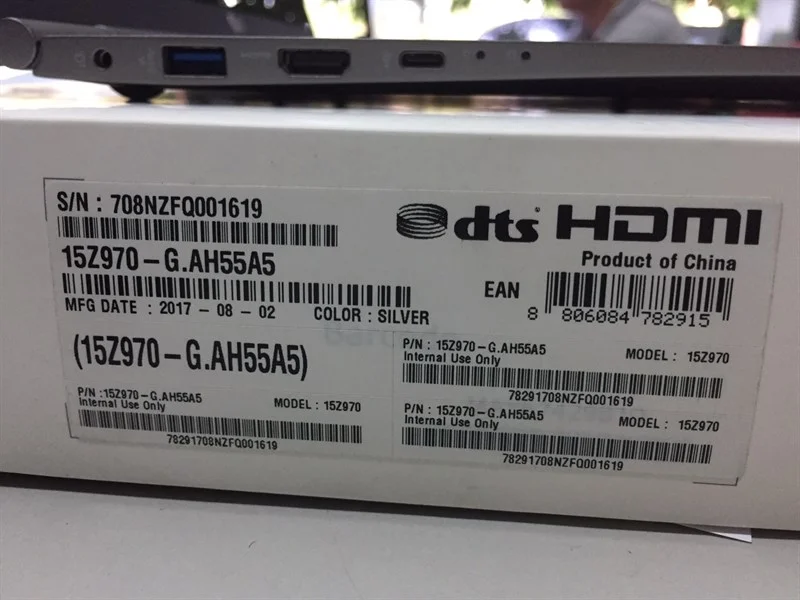 S/N : 708NZFQ001619
dts HDMI
Product of China
15Z970-G.AH55A5
EAN
8 806084 782915
MFG DATE : 2017 - 08 - 02 COLOR : SILVER
(15Z970-G.AH55A5)
P/N : 15Z970-G.AH55A5 MODEL : 15Z970
Internal Use Only
78291708NZFQ001619
P/N : 15Z970-G.AH55A5 MODEL : 15Z970
Internal Use Only
78291708NZFQ001619
P/N : 15Z970-G.AH55A5 MODEL : 15Z970
Internal Use Only
78291708NZFQ001619